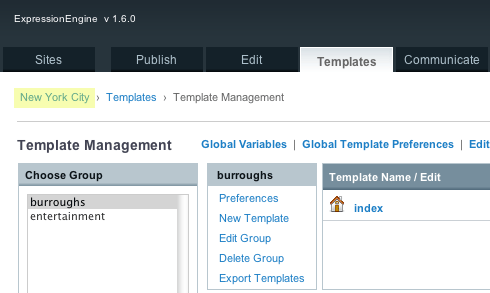 ExpressionEngine v 1.6.0
Sites Publish Edit Templates Communicate
New York City › Templates › Template Management
Template Management Global Variables | Global Template Preferences | Edit
Choose Group burroughs Template Name / Edit
burroughs Preferences index
entertainment New Template
Edit Group
Delete Group
Export Templates